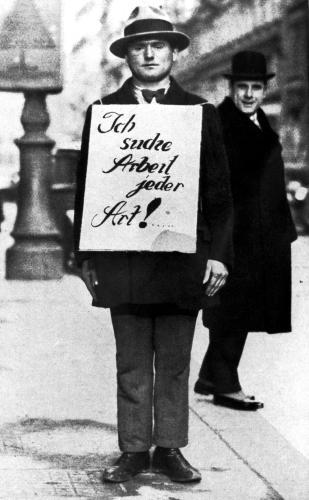 Ich
suche
Arbeit
jeder
Art!